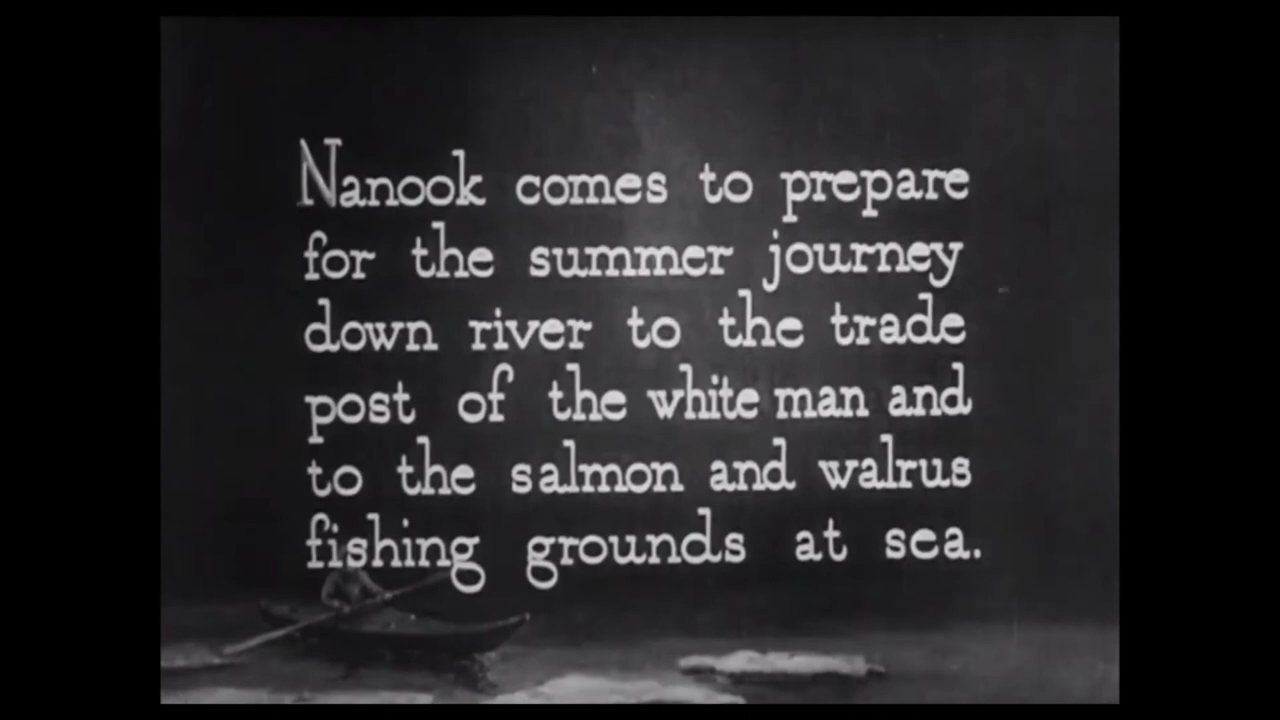 Nanook comes to prepare
for the summer journey
down river to the trade
post of the white man and
to the salmon and walrus
fishing grounds at sea.